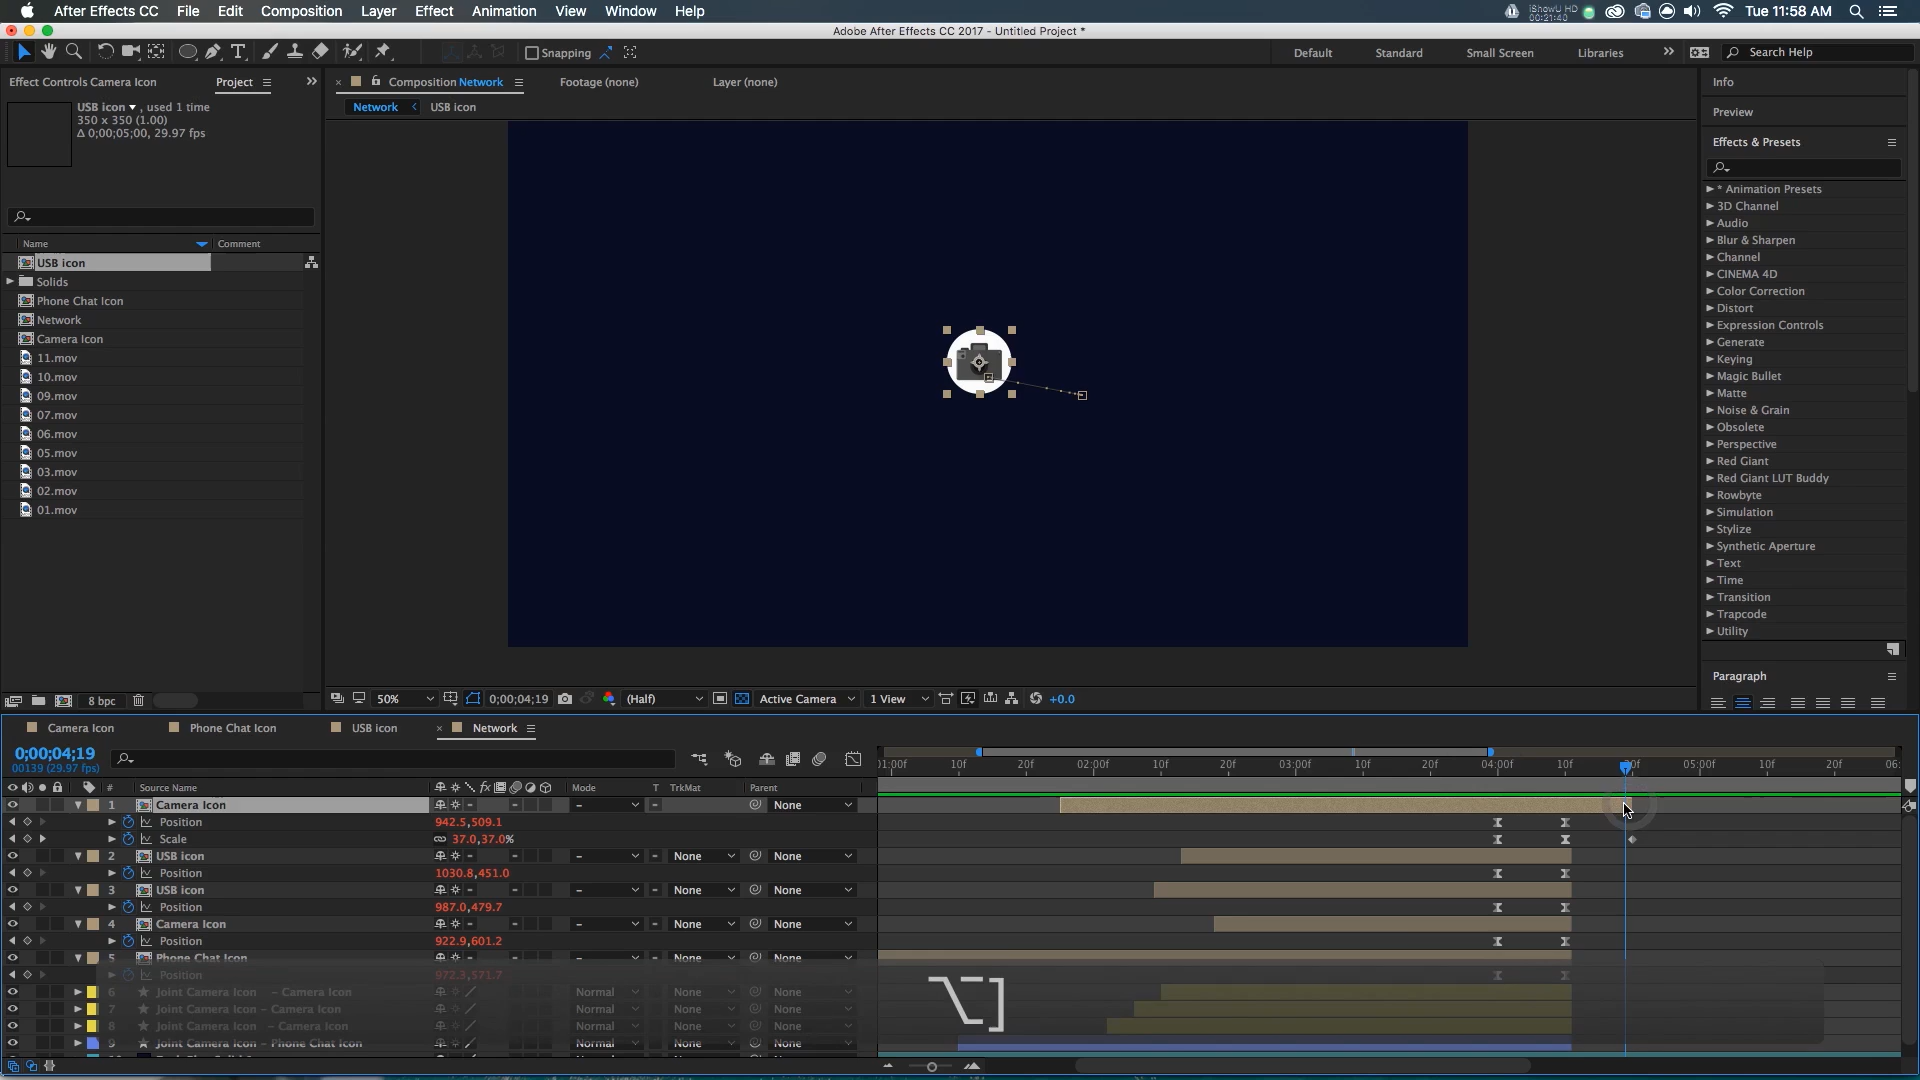 After Effects CC File Edit Composition Layer Effect Animation View Window Help iShowU HD 00:21:40 Tue 11:58 AM
Adobe After Effects CC 2017 - Untitled Project *
Snapping Default Standard Small Screen Libraries Search Help
Effect Controls Camera Icon Project
USB icon , used 1 time
350 x 350 (1.00)
Δ 0;00;05;00, 29.97 fps
Name Comment
USB icon
Solids
Phone Chat Icon
Network
Camera Icon
11.mov
10.mov
09.mov
07.mov
06.mov
05.mov
03.mov
02.mov
01.mov
8 bpc
Composition Network Footage (none) Layer (none)
Network USB icon
50% 0;00;04;19 (Half) Active Camera 1 View +0.0
Info
Preview
Effects & Presets
* Animation Presets
3D Channel
Audio
Blur & Sharpen
Channel
CINEMA 4D
Color Correction
Distort
Expression Controls
Generate
Keying
Magic Bullet
Matte
Noise & Grain
Obsolete
Perspective
Red Giant
Red Giant LUT Buddy
Rowbyte
Simulation
Stylize
Synthetic Aperture
Text
Time
Transition
Trapcode
Utility
Paragraph
Camera Icon Phone Chat Icon USB icon Network
0;00;04;19
00139 (29.97 fps)
# Source Name fx Mode T TrkMat Parent
10f 20f 02:00f 10f 20f 03:00f 10f 20f 04:00f 10f 05:00f 10f 20f
1 Camera Icon - None
Position 942.5,509.1
Scale 37.0,37.0%
2 USB icon - None None
Position 1030.8,451.0
3 USB icon - None None
Position 987.0,479.7
4 Camera Icon - None None
Position 922.9,601.2
5 Phone Chat Icon - None None
Position 972.3,571.7
6 Joint Camera Icon - Camera Icon Normal None
7 Joint Camera Icon - Camera Icon Normal None None
8 Joint Camera Icon - Camera Icon Normal None None
9 Joint Camera Icon - Phone Chat Icon Normal None None
⌥]